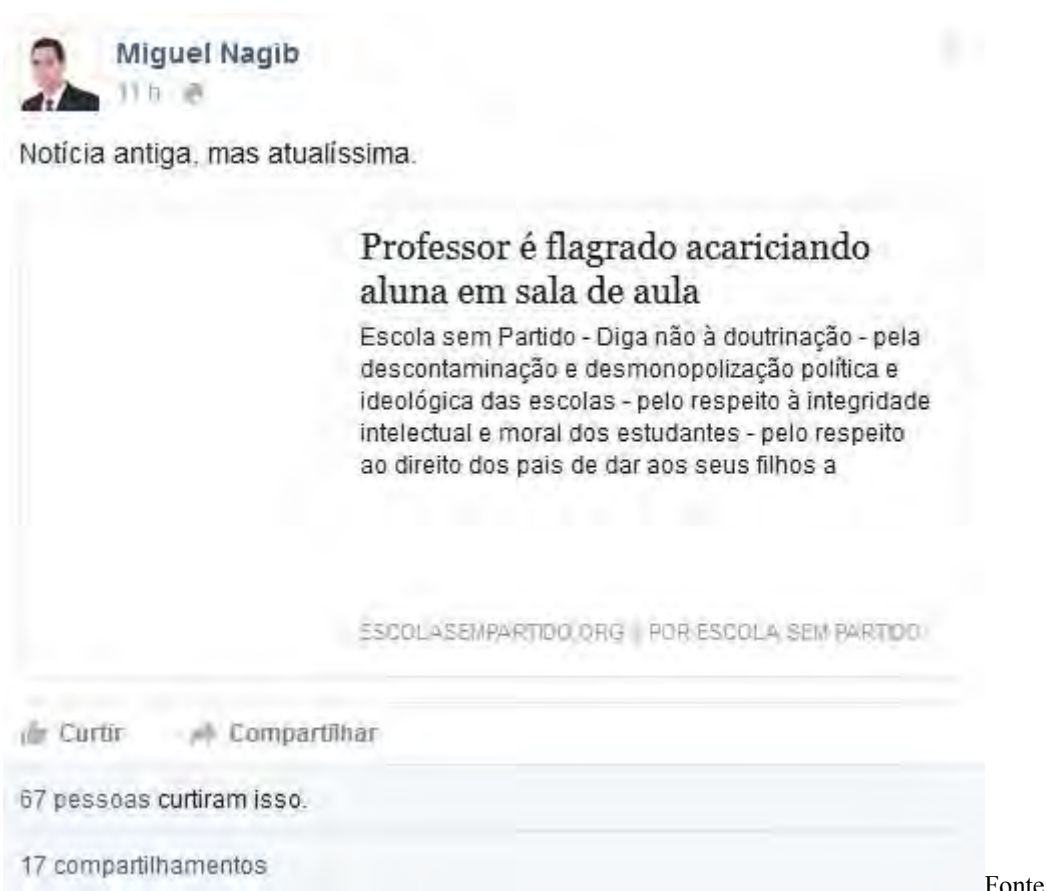 Miguel Nagib
11 h
Notícia antiga, mas atualíssima.
Professor é flagrado acariciando
aluna em sala de aula
Escola sem Partido - Diga não à doutrinação - pela
descontaminação e desmonopolização política e
ideológica das escolas - pelo respeito à integridade
intelectual e moral dos estudantes - pelo respeito
ao direito dos pais de dar aos seus filhos a
ESCOLASEMPARTIDO.ORG | POR ESCOLA SEM PARTIDO
Curtir Compartilhar
67 pessoas curtiram isso.
17 compartilhamentos
Fonte